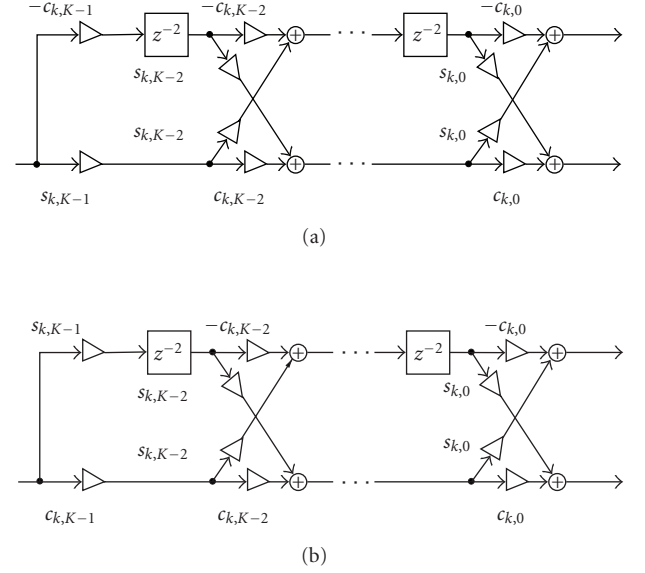 −c_{k,K−1} −c_{k,K−2} −c_{k,0}
z^{−2} · · · z^{−2}
s_{k,K−2} s_{k,0}
s_{k,K−2} s_{k,0}
· · ·
s_{k,K−1} c_{k,K−2} c_{k,0}
(a)
s_{k,K−1} −c_{k,K−2} −c_{k,0}
z^{−2} · · · z^{−2}
s_{k,K−2} s_{k,0}
s_{k,K−2} s_{k,0}
· · ·
c_{k,K−1} c_{k,K−2} c_{k,0}
(b)